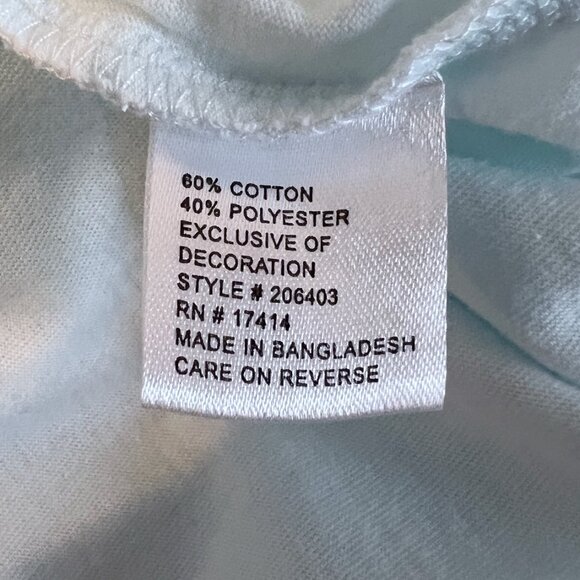 60% COTTON
40% POLYESTER
EXCLUSIVE OF
DECORATION
STYLE # 206403
RN # 17414
MADE IN BANGLADESH
CARE ON REVERSE